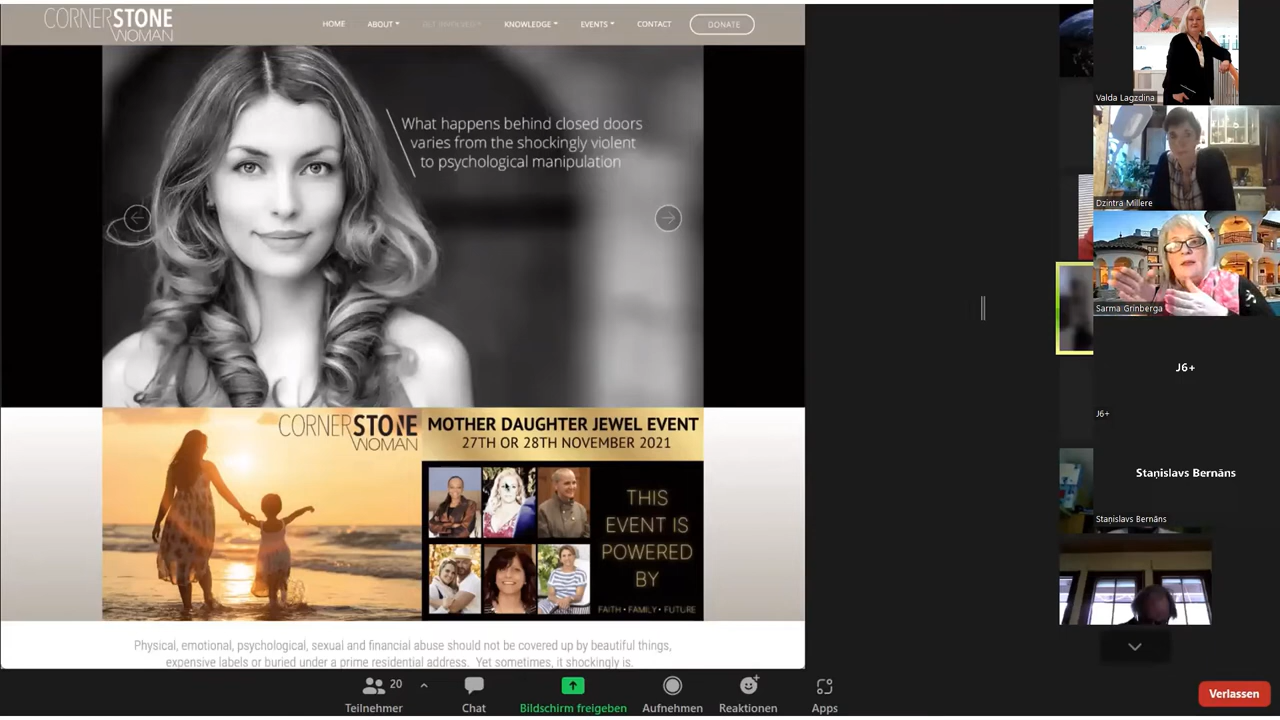 CORNERSTONE
WOMAN
HOME
ABOUT
GET INVOLVED
KNOWLEDGE
EVENTS
CONTACT
DONATE
What happens behind closed doors
varies from the shockingly violent
to psychological manipulation
CORNERSTONE
WOMAN
MOTHER DAUGHTER JEWEL EVENT
27TH OR 28TH NOVEMBER 2021
THIS
EVENT IS
POWERED
BY
FAITH • FAMILY • FUTURE
Physical, emotional, psychological, sexual and financial abuse should not be covered up by beautiful things,
expensive labels or buried under a prime residential address. Yet sometimes, it shockingly is.
Valda Lagzdina
Dzintra Millere
Sarma Grinberga
J6+
J6+
Staņislavs Bernāns
Staņislavs Bernāns
20
Teilnehmer
Chat
Bildschirm freigeben
Aufnehmen
Reaktionen
Apps
Verlassen